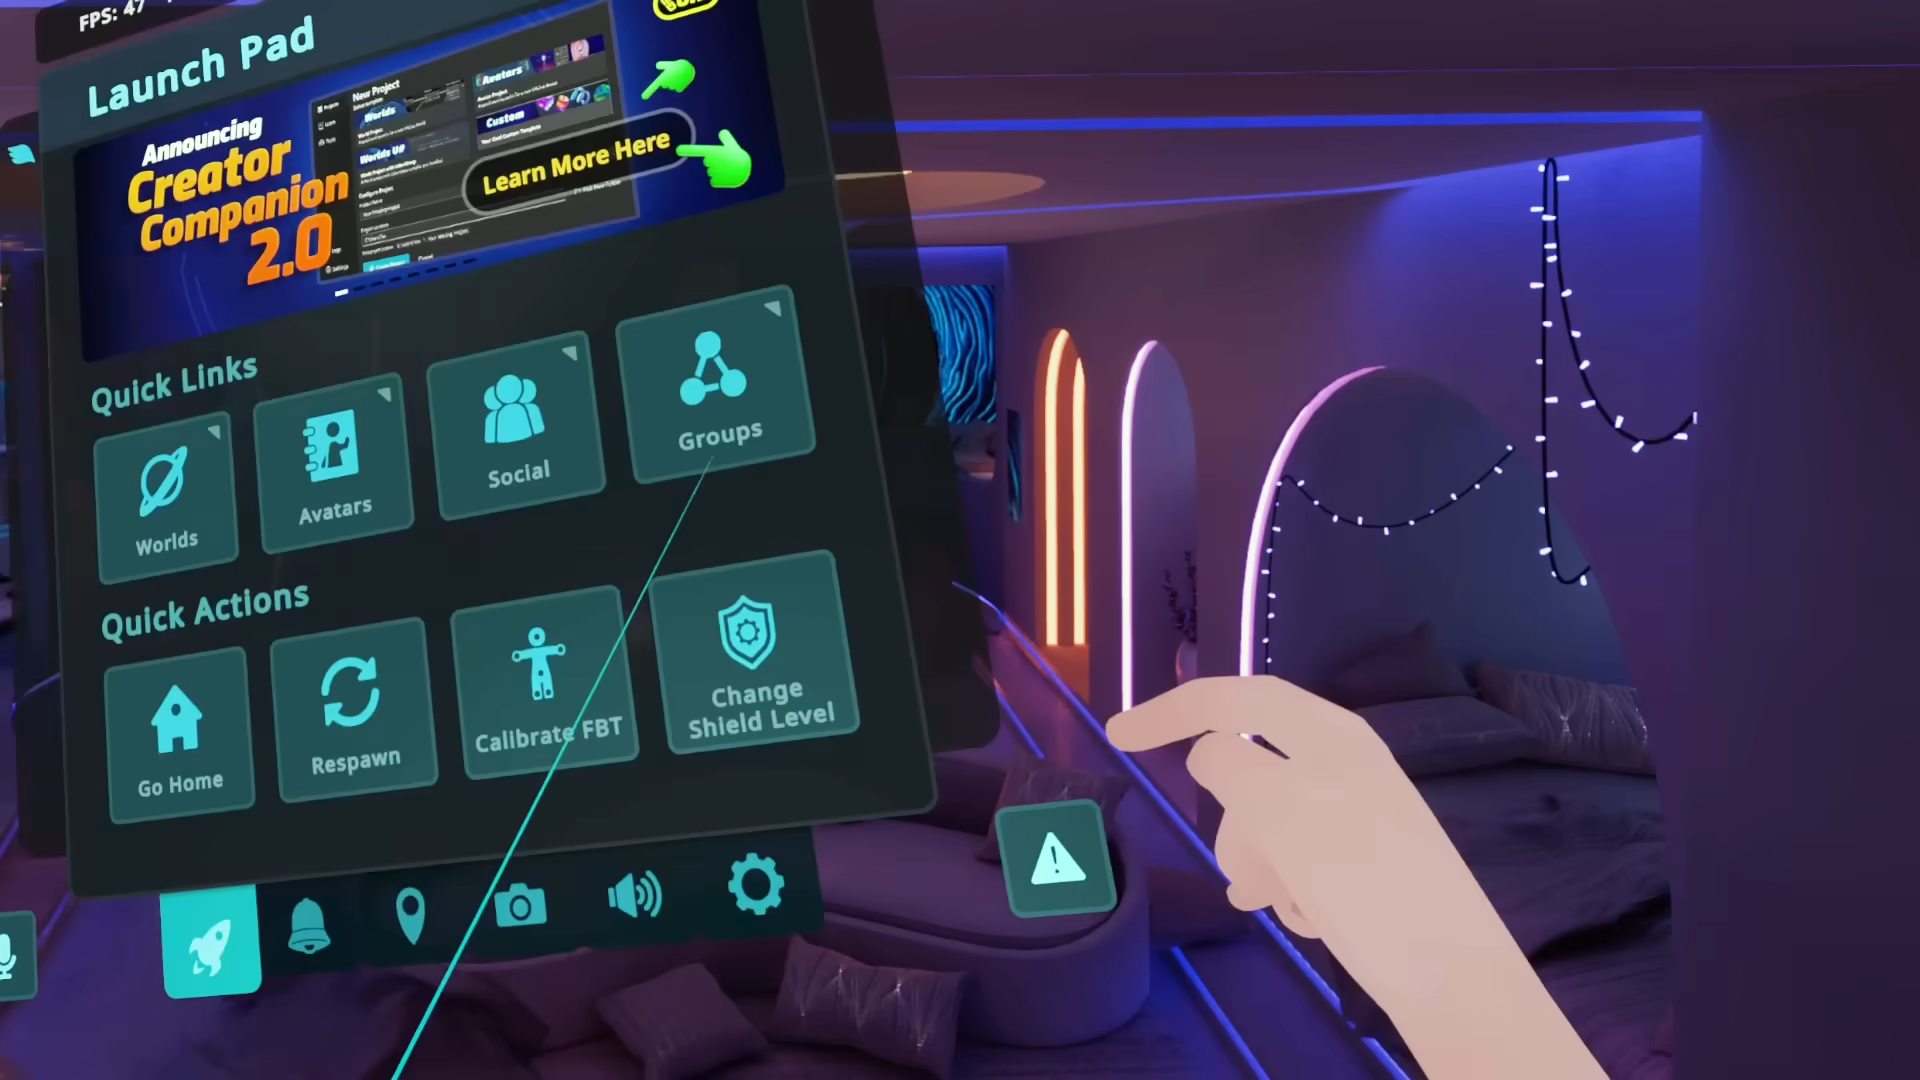 FPS: 47
Launch Pad
Announcing
Creator
Companion
2.0
New Project
Worlds
Worlds U#
Avatars
Custom
Learn More Here
Quick Links
Worlds
Avatars
Social
Groups
Quick Actions
Go Home
Respawn
Calibrate FBT
Change
Shield Level